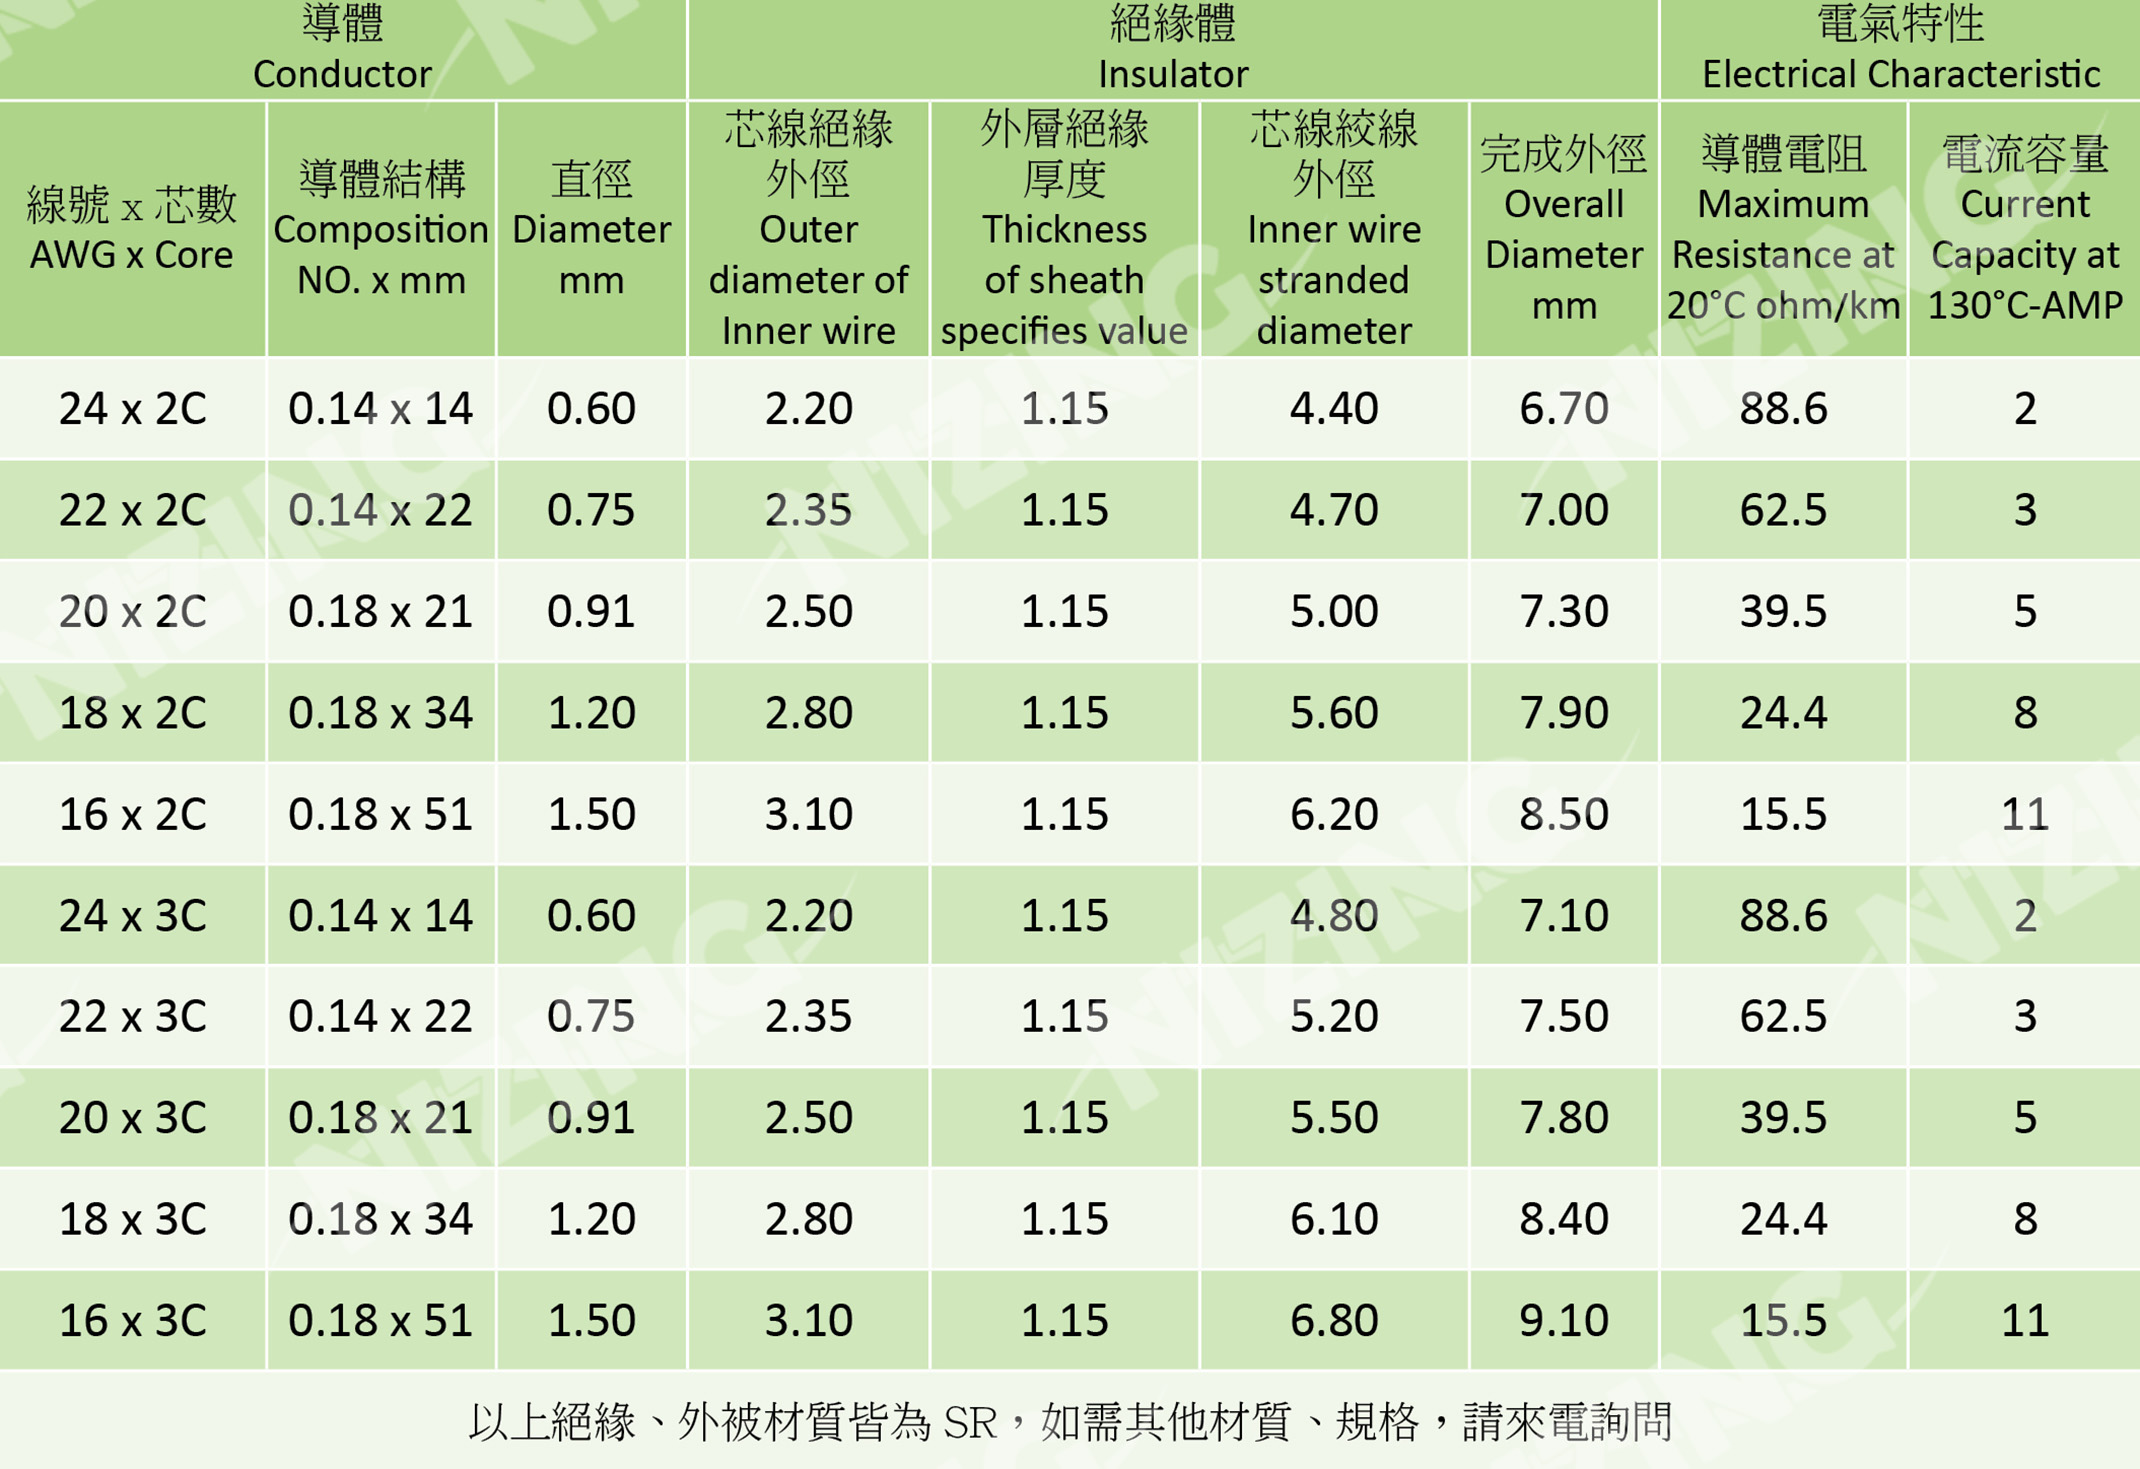 導體
Conductor
絕緣體
Insulator
電氣特性
Electrical Characteristic
線號 x 芯數
AWG x Core
導體結構
Composition
NO. x mm
直徑
Diameter
mm
芯線絕緣
外俓
Outer
diameter of
Inner wire
外層絕緣
厚度
Thickness
of sheath
specifies value
芯線絞線
外俓
Inner wire
stranded
diameter
完成外徑
Overall
Diameter
mm
導體電阻
Maximum
Resistance at
20°C ohm/km
電流容量
Current
Capacity at
130°C-AMP
24 x 2C 0.14 x 14 0.60 2.20 1.15 4.40 6.70 88.6 2
22 x 2C 0.14 x 22 0.75 2.35 1.15 4.70 7.00 62.5 3
20 x 2C 0.18 x 21 0.91 2.50 1.15 5.00 7.30 39.5 5
18 x 2C 0.18 x 34 1.20 2.80 1.15 5.60 7.90 24.4 8
16 x 2C 0.18 x 51 1.50 3.10 1.15 6.20 8.50 15.5 11
24 x 3C 0.14 x 14 0.60 2.20 1.15 4.80 7.10 88.6 2
22 x 3C 0.14 x 22 0.75 2.35 1.15 5.20 7.50 62.5 3
20 x 3C 0.18 x 21 0.91 2.50 1.15 5.50 7.80 39.5 5
18 x 3C 0.18 x 34 1.20 2.80 1.15 6.10 8.40 24.4 8
16 x 3C 0.18 x 51 1.50 3.10 1.15 6.80 9.10 15.5 11
以上絕緣、外被材質皆為 SR，如需其他材質、規格，請來電詢問
NIZING